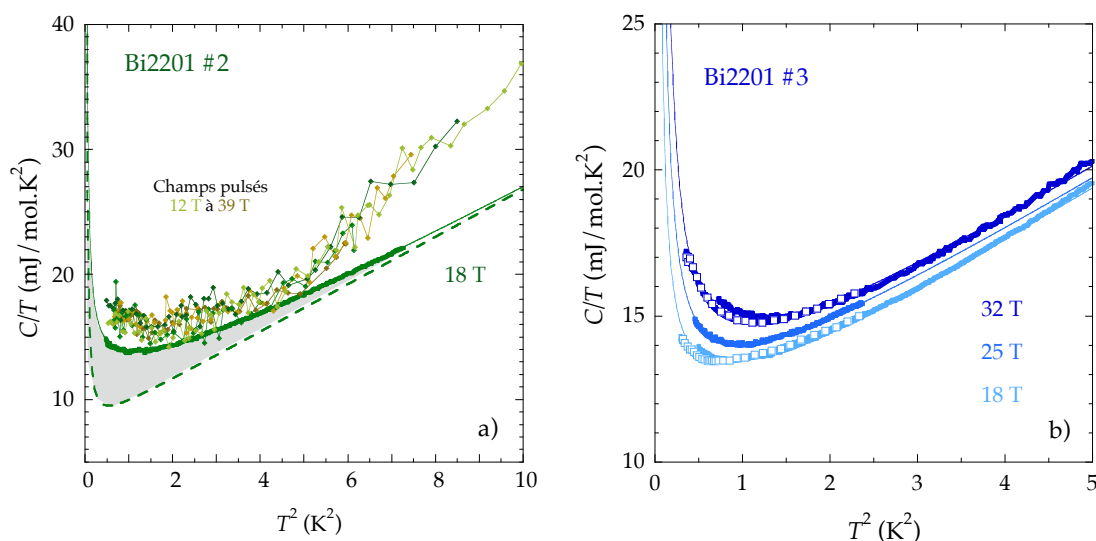 40
30
20
10
C/T (mJ/mol.K²)
Bi2201 #2
Champs pulsés
12 T à 39 T
18 T
a)
0 2 4 6 8 10
T² (K²)
25
20
15
10
C/T (mJ/mol.K²)
Bi2201 #3
32 T
25 T
18 T
b)
0 1 2 3 4 5
T² (K²)